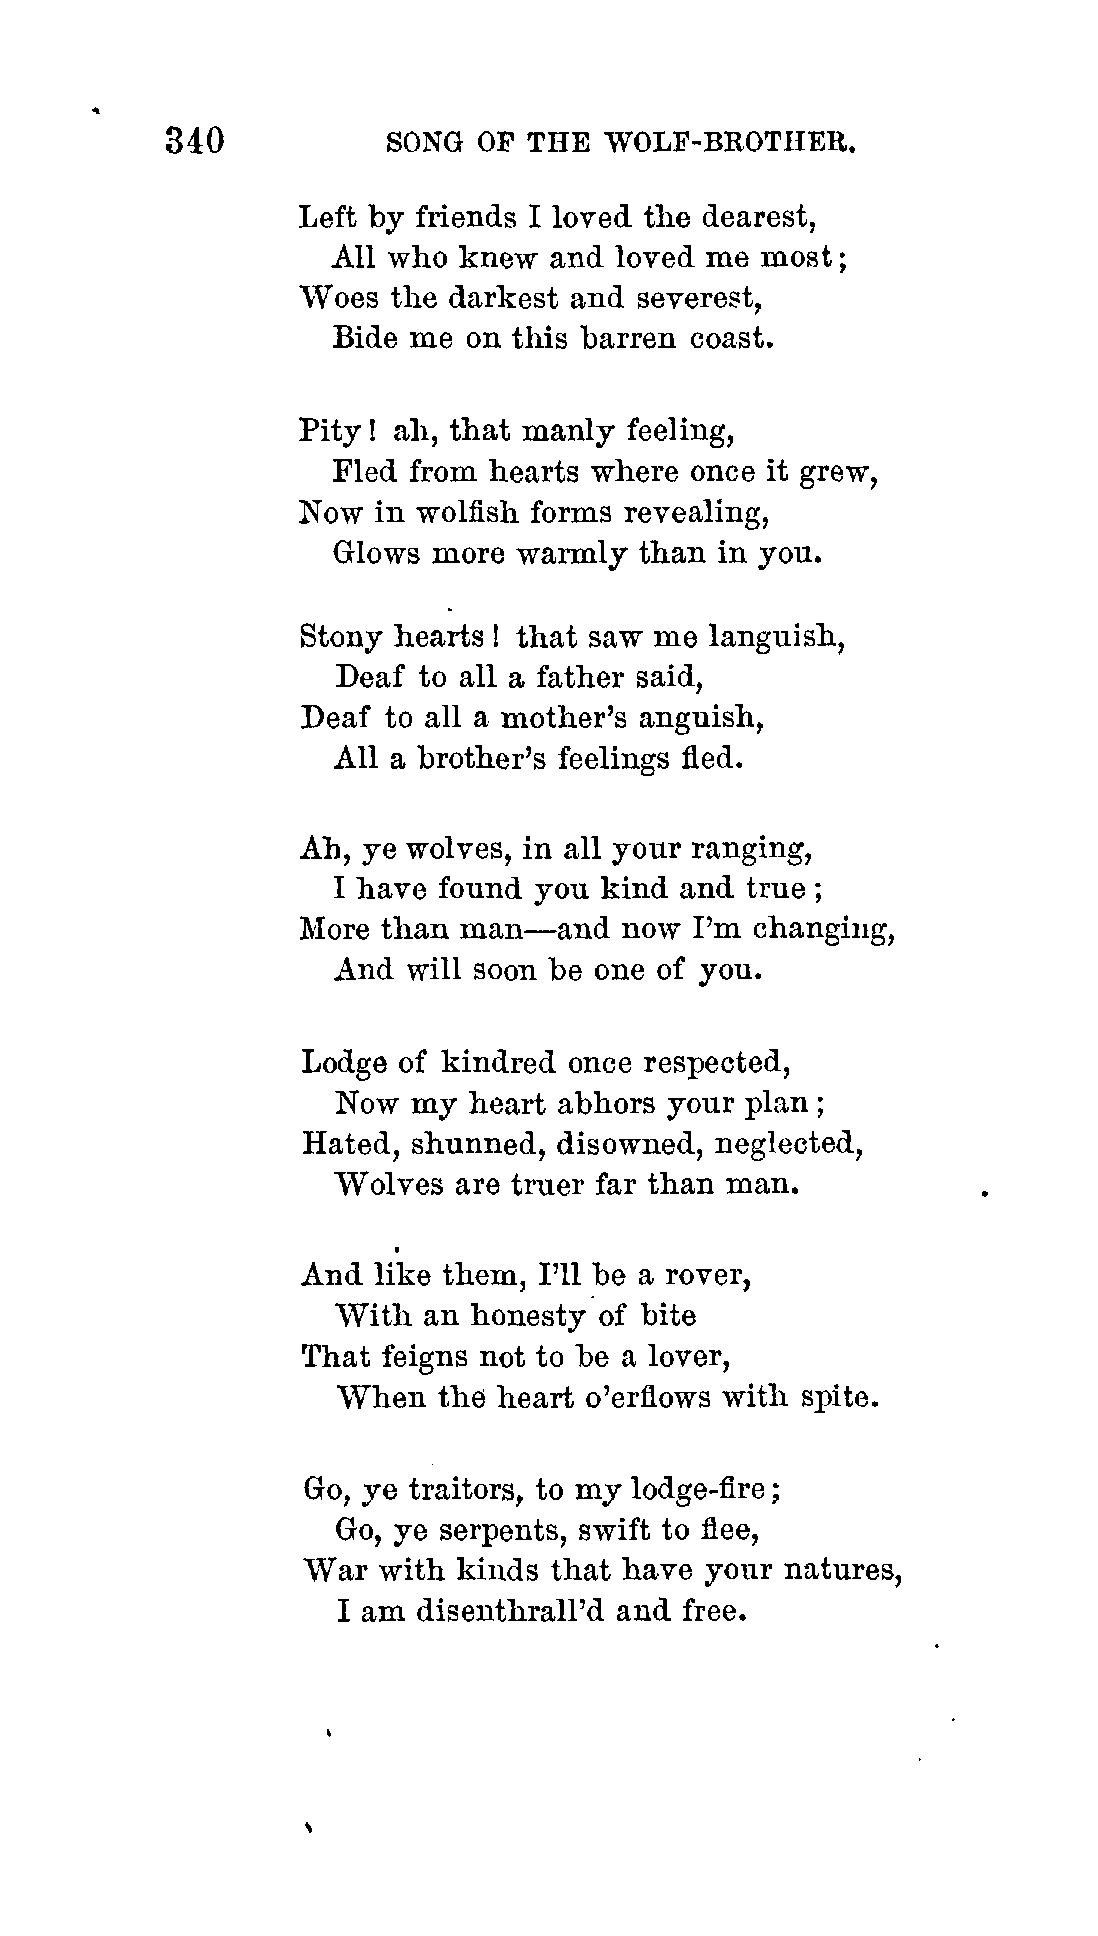 340 SONG OF THE WOLF-BROTHER.
Left by friends I loved the dearest,
All who knew and loved me most;
Woes the darkest and severest,
Bide me on this barren coast.
Pity! ah, that manly feeling,
Fled from hearts where once it grew,
Now in wolfish forms revealing,
Glows more warmly than in you.
Stony hearts! that saw me languish,
Deaf to all a father said,
Deaf to all a mother's anguish,
All a brother's feelings fled.
Ah, ye wolves, in all your ranging,
I have found you kind and true;
More than man—and now I'm changing,
And will soon be one of you.
Lodge of kindred once respected,
Now my heart abhors your plan;
Hated, shunned, disowned, neglected,
Wolves are truer far than man.
And like them, I'll be a rover,
With an honesty of bite
That feigns not to be a lover,
When the heart o'erflows with spite.
Go, ye traitors, to my lodge-fire;
Go, ye serpents, swift to flee,
War with kinds that have your natures,
I am disenthrall'd and free.